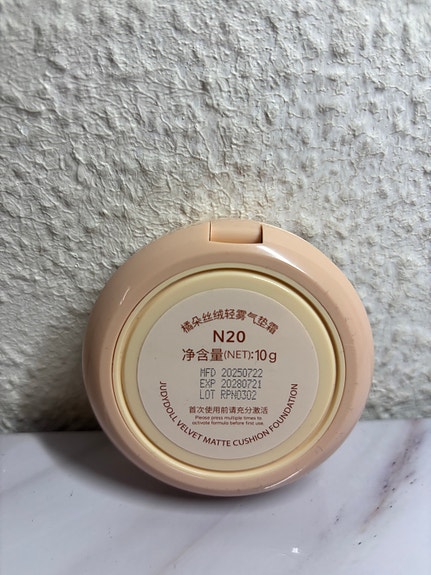 橘朵丝绒轻雾气垫霜
N20
净含量(NET):10g
MFD 20250722
EXP 20280721
LOT RPN0302
首次使用前请充分激活
Please press multiple times to
activate formula before first use.
JUDYDOLL VELVET MATTE CUSHION FOUNDATION